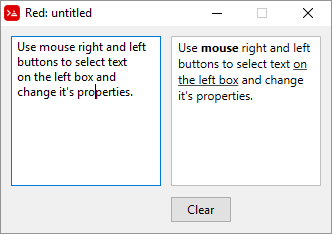 Red: untitled
Use mouse right and left
buttons to select text
on the left box and
change it's properties.
Use mouse right and left
buttons to select text on
the left box and change
it's properties.
Clear